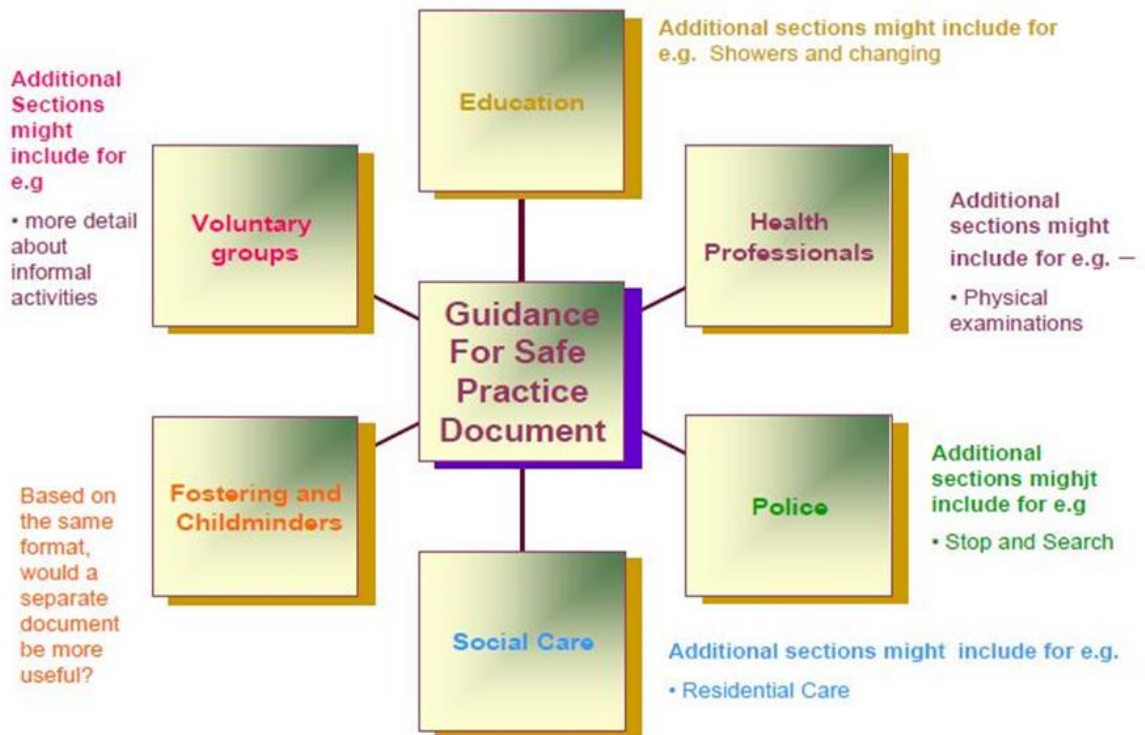 Education
Additional sections might include for
e.g. Showers and changing
Additional
Sections
might
include for
e.g
• more detail
about
informal
activities
Voluntary
groups
Health
Professionals
Additional
sections might
include for e.g. –
• Physical
examinations
Guidance
For Safe
Practice
Document
Based on
the same
format,
would a
separate
document
be more
useful?
Fostering and
Childminders
Police
Additional
sections mighjt
include for e.g
• Stop and Search
Social Care
Additional sections might include for e.g.
• Residential Care